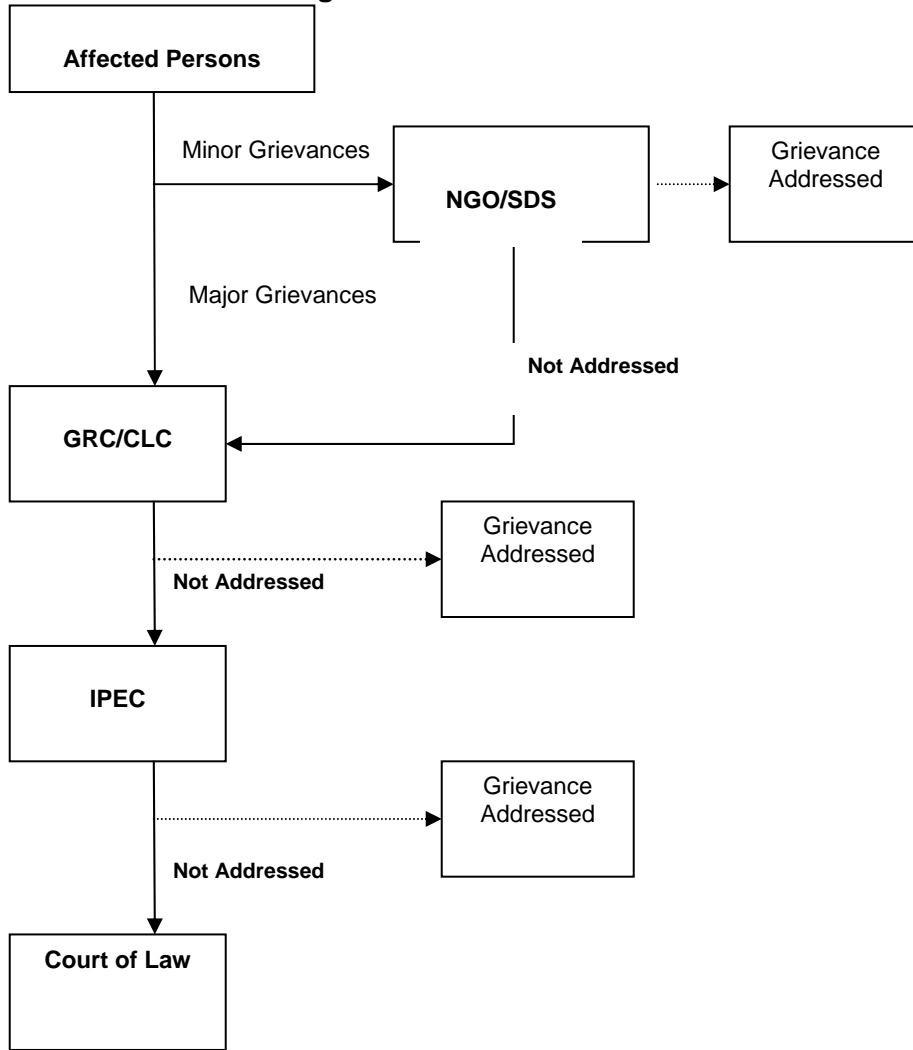 Affected Persons
Minor Grievances
Grievance
Addressed
NGO/SDS
Major Grievances
Not Addressed
GRC/CLC
Grievance
Addressed
Not Addressed
IPEC
Grievance
Addressed
Not Addressed
Court of Law